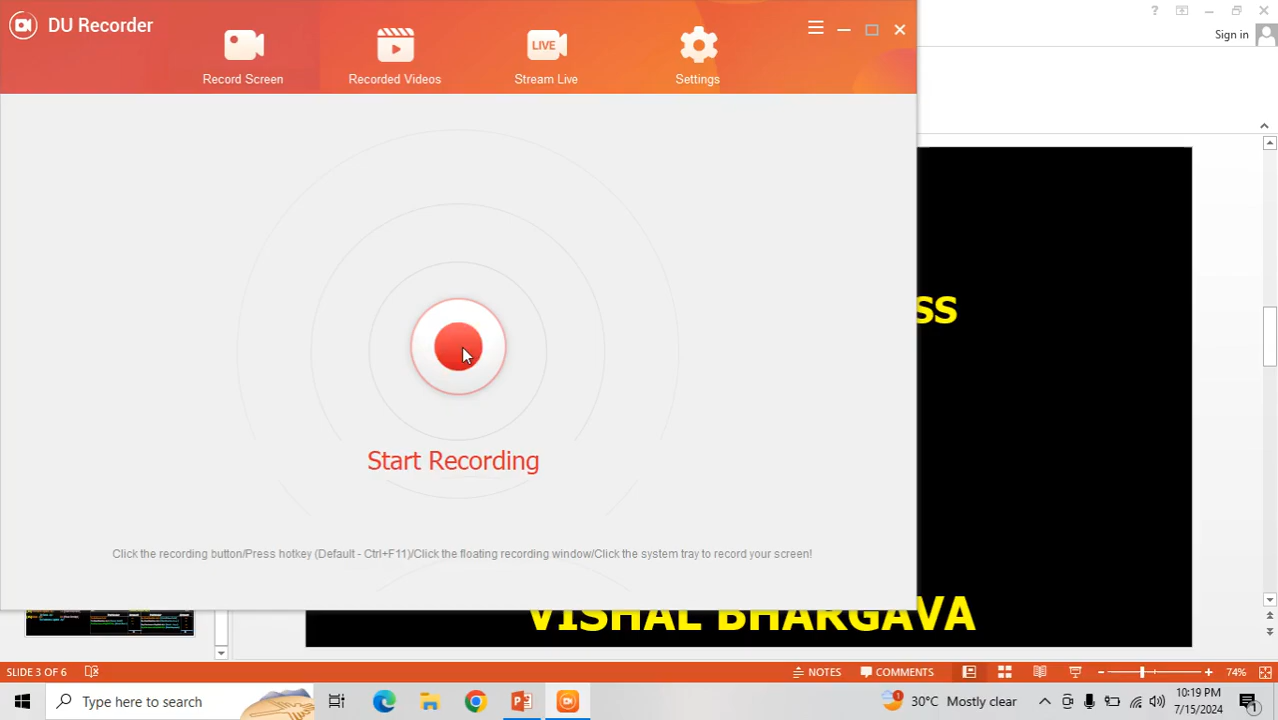 DU Recorder
Record Screen
Recorded Videos
LIVE
Stream Live
Settings
?
Sign in
Start Recording
Click the recording button/Press hotkey (Default - Ctrl+F11)/Click the floating recording window/Click the system tray to record your screen!
SS
VISHAL BHARGAVA
SLIDE 3 OF 6
NOTES
COMMENTS
74%
Type here to search
1
30°C Mostly clear
10:19 PM
7/15/2024
1